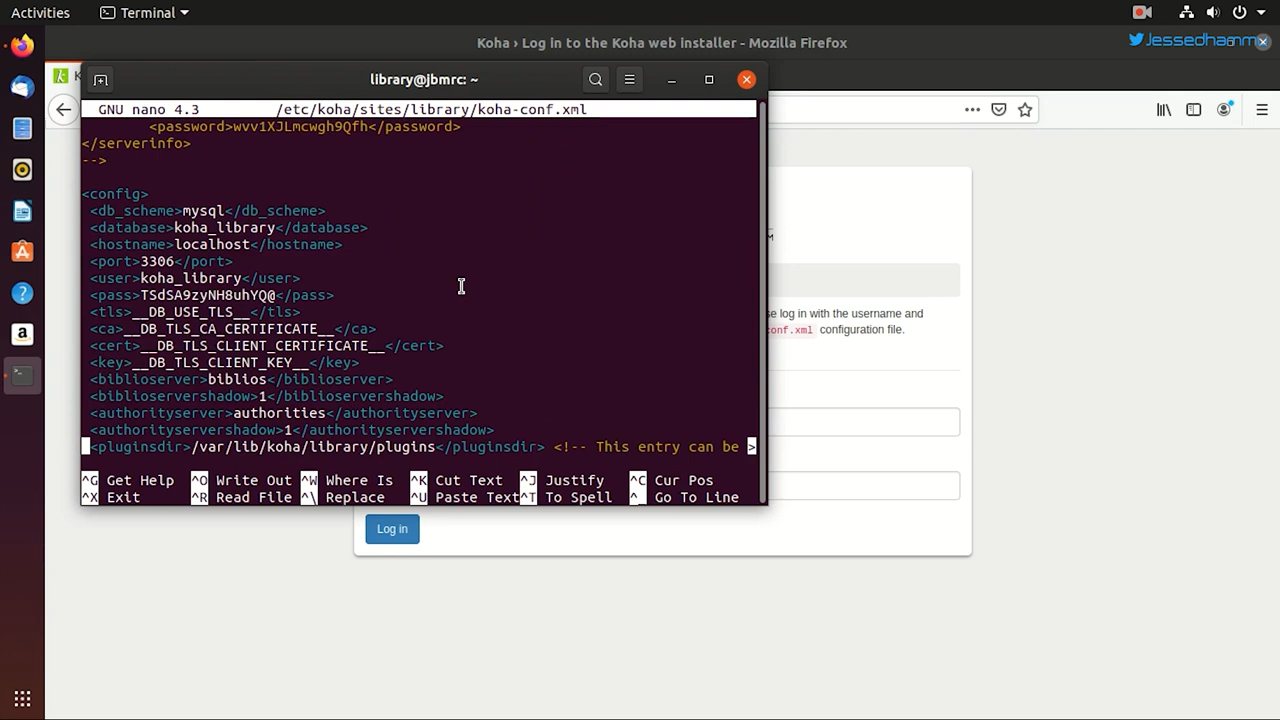 Activities
Terminal
Koha › Log in to the Koha web installer - Mozilla Firefox
library@jbmrc: ~
GNU nano 4.3 /etc/koha/sites/library/koha-conf.xml
<password>wvv1XJLmcwgh9Qfh</password>
</serverinfo>
-->
<config>
<db_scheme>mysql</db_scheme>
<database>koha_library</database>
<hostname>localhost</hostname>
<port>3306</port>
<user>koha_library</user>
<pass>TSdSA9zyNH8uhYQ@</pass>
<tls>__DB_USE_TLS__</tls>
<ca>__DB_TLS_CA_CERTIFICATE__</ca>
<cert>__DB_TLS_CLIENT_CERTIFICATE__</cert>
<key>__DB_TLS_CLIENT_KEY__</key>
<biblioserver>biblios</biblioserver>
<biblioservershadow>1</biblioservershadow>
<authorityserver>authorities</authorityserver>
<authorityservershadow>1</authorityservershadow>
<pluginsdir>/var/lib/koha/library/plugins</pluginsdir> <!-- This entry can be >
^G Get Help ^O Write Out ^W Where Is ^K Cut Text ^J Justify ^C Cur Pos
^X Exit ^R Read File ^\ Replace ^U Paste Text ^T To Spell ^_ Go To Line
log in with the username and
onf.xml configuration file.
Log in